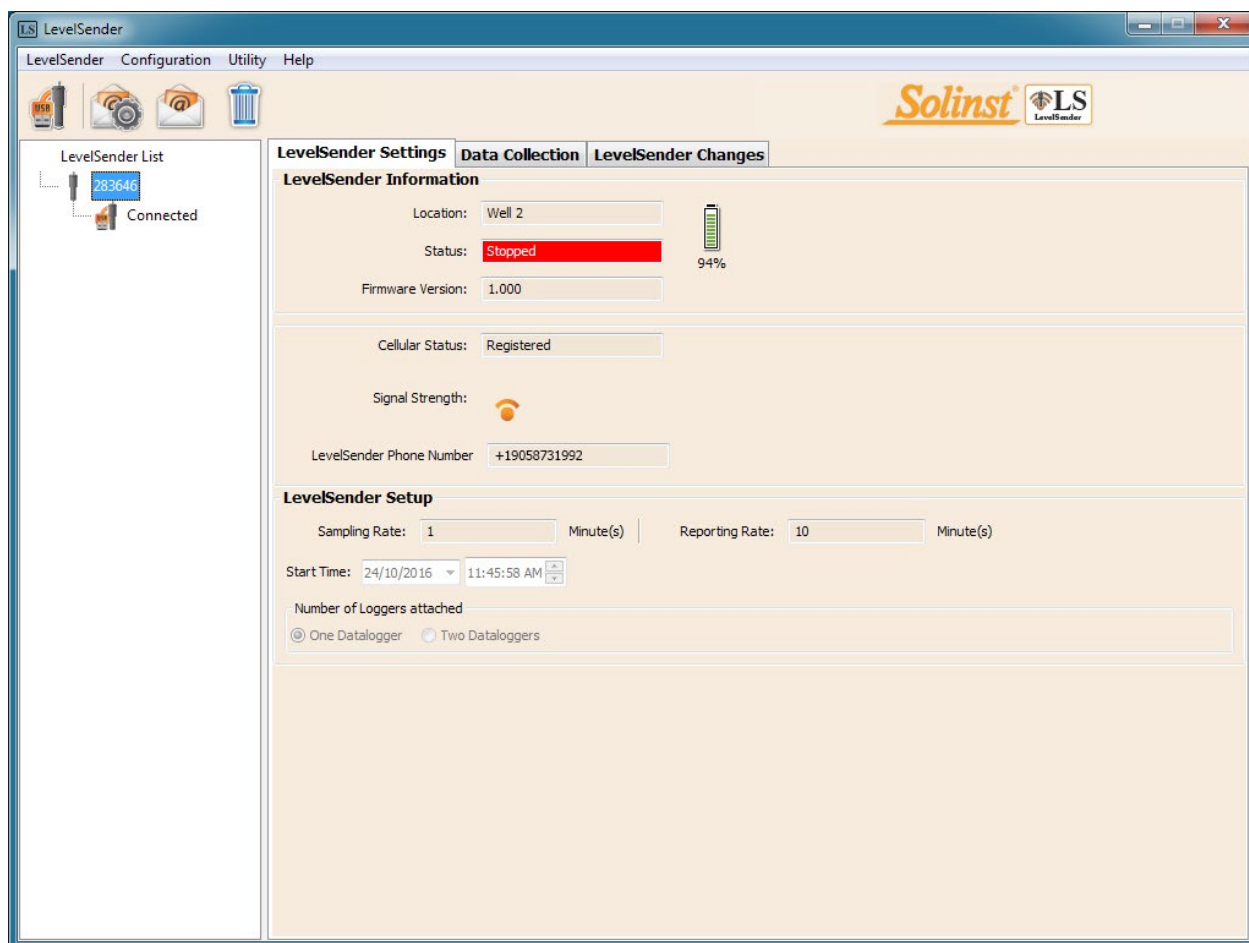 LS LevelSender
LevelSender Configuration Utility Help
USB
Solinst LS
LevelSender
LevelSender List
283646
Connected
LevelSender Settings Data Collection LevelSender Changes
LevelSender Information
Location: Well 2
Status: Stopped
94%
Firmware Version: 1.000
Cellular Status: Registered
Signal Strength:
LevelSender Phone Number +19058731992
LevelSender Setup
Sampling Rate: 1 Minute(s) Reporting Rate: 10 Minute(s)
Start Time: 24/10/2016 11:45:58 AM
Number of Loggers attached
One Datalogger Two Dataloggers